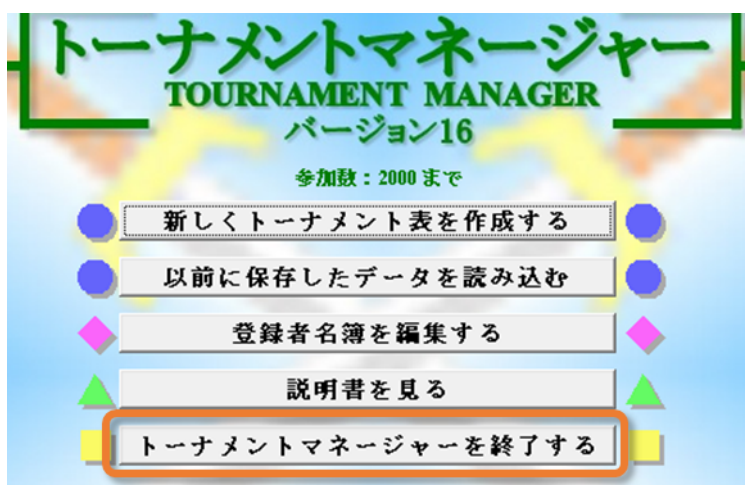 トーナメントマネージャー
TOURNAMENT MANAGER
バージョン16
参加数：2000まで
新しくトーナメント表を作成する
以前に保存したデータを読み込む
登録者名簿を編集する
説明書を見る
トーナメントマネージャーを終了する